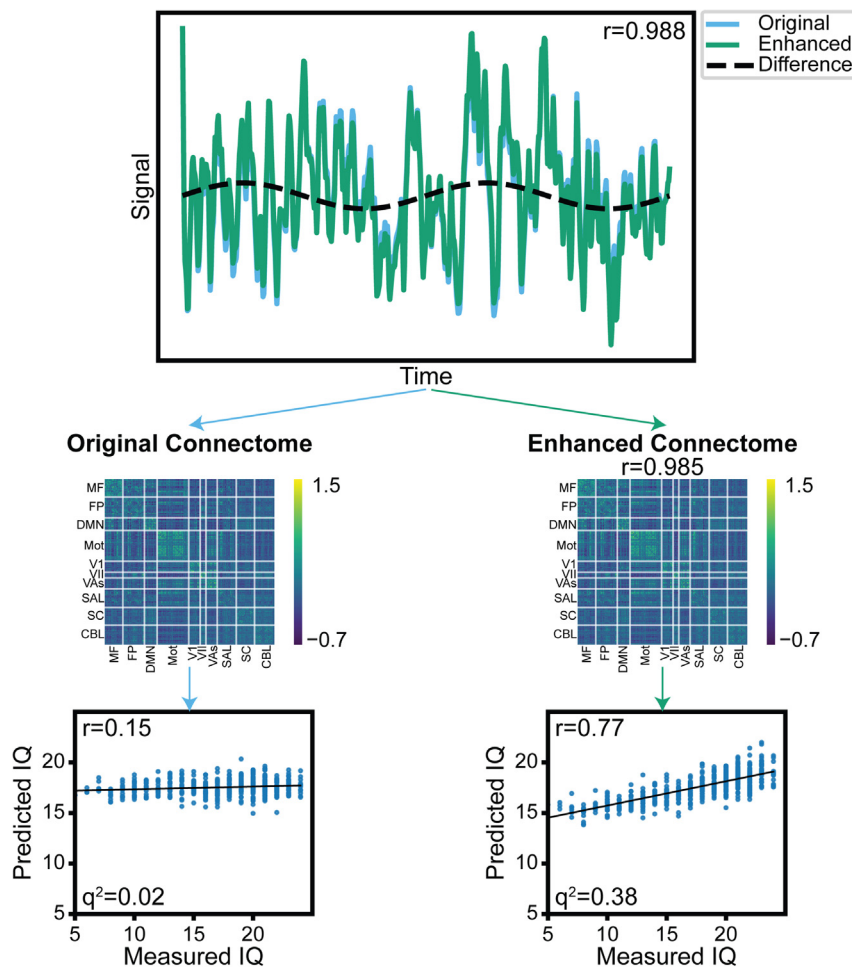 r=0.988
Original
Enhanced
Difference
Signal
Time
Original Connectome
MF
FP
DMN
Mot
V1
VII
VAs
SAL
SC
CBL
1.5
−0.7
MF
FP
DMN
Mot
V1
VII
VAs
SAL
SC
CBL
Enhanced Connectome
r=0.985
MF
FP
DMN
Mot
V1
VII
VAs
SAL
SC
CBL
1.5
−0.7
MF
FP
DMN
Mot
V1
VII
VAs
SAL
SC
CBL
r=0.15
Predicted IQ
20
15
10
5
q²=0.02
5 10 15 20
Measured IQ
r=0.77
Predicted IQ
20
15
10
5
q²=0.38
5 10 15 20
Measured IQ